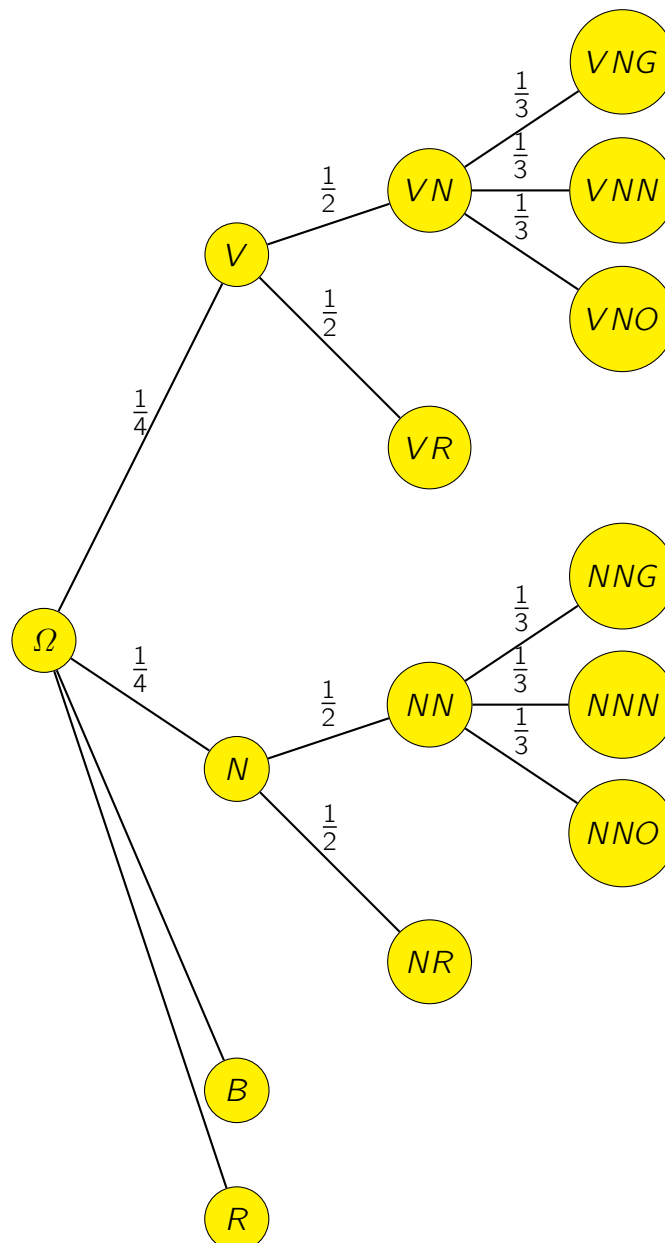 VNG
1/3
VN
1/3
VNN
1/2
1/3
V
VNO
1/2
1/4
VR
NNG
1/3
Ω
1/4
1/3
NN
NNN
1/2
1/3
N
NNO
1/2
NR
B
R